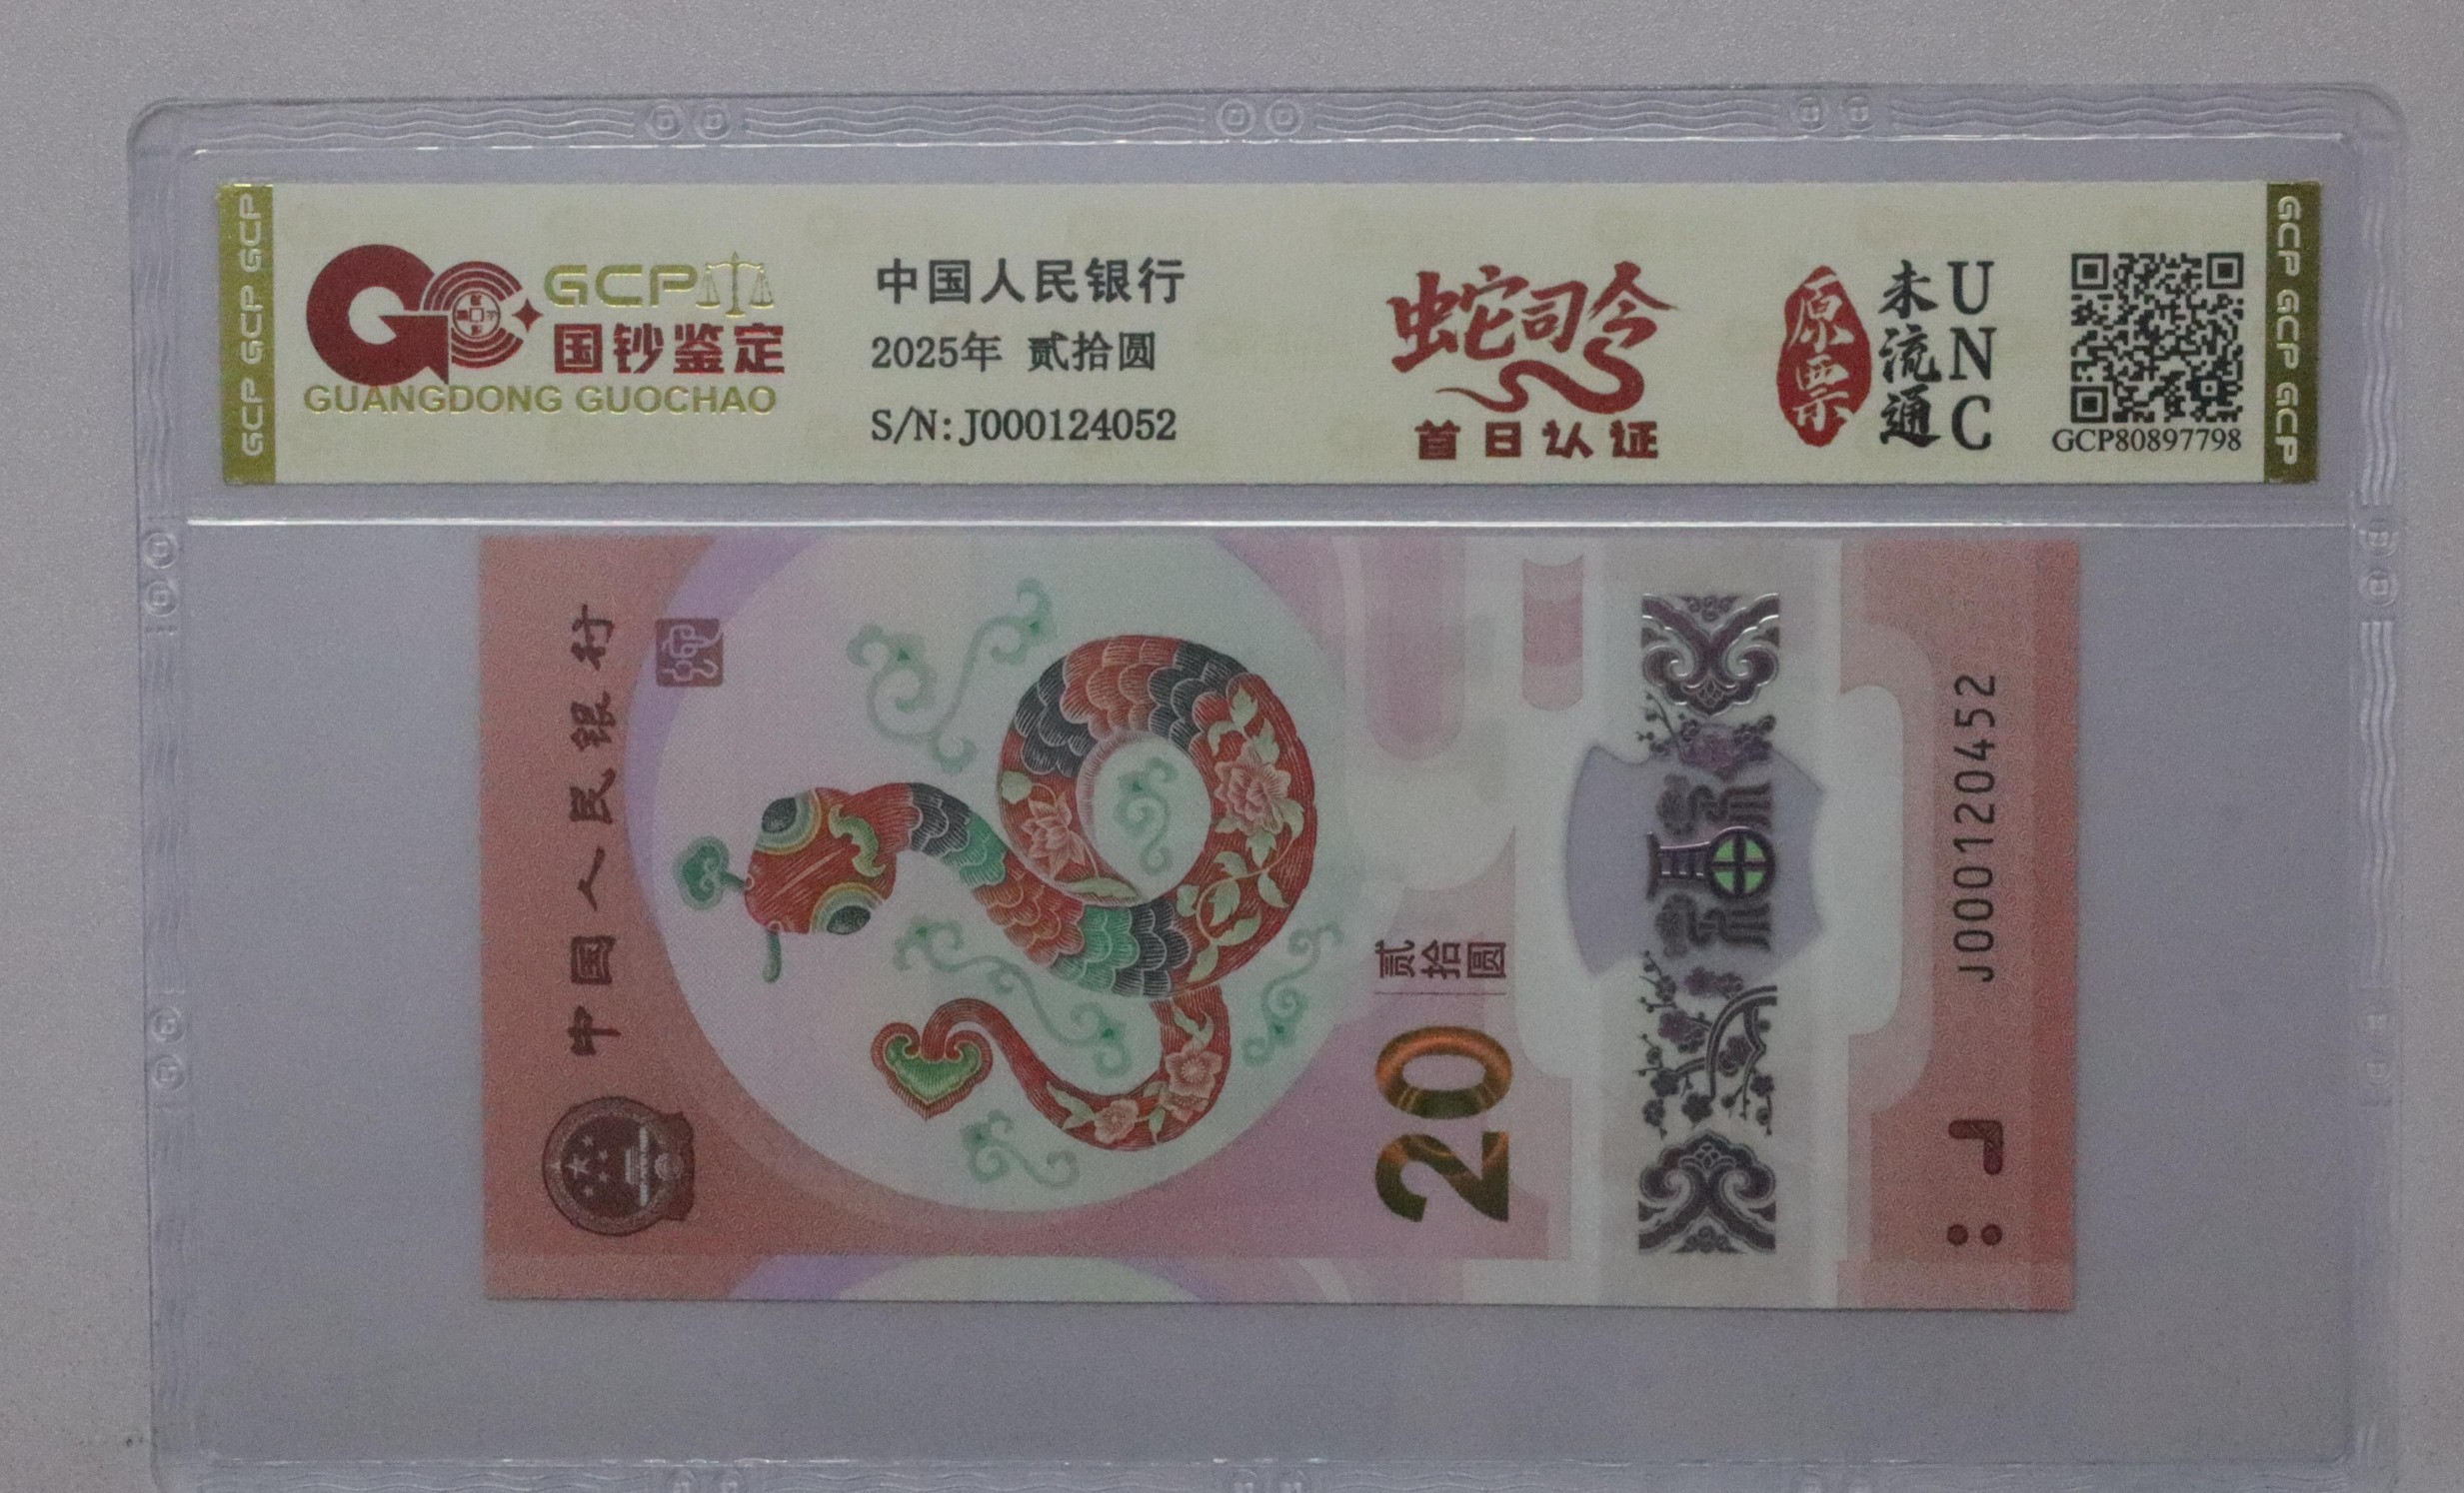 GCP GCP GCP
GCP
国钞鉴定
GUANGDONG GUOCHAO
中国人民银行
2025年 贰拾圆
S/N:J000124052
蛇司令
首日认证
原票
未流通
UNC
GCP80897798
GCP GCP GCP
中国人民银行
20
贰拾圆
福
J000120452